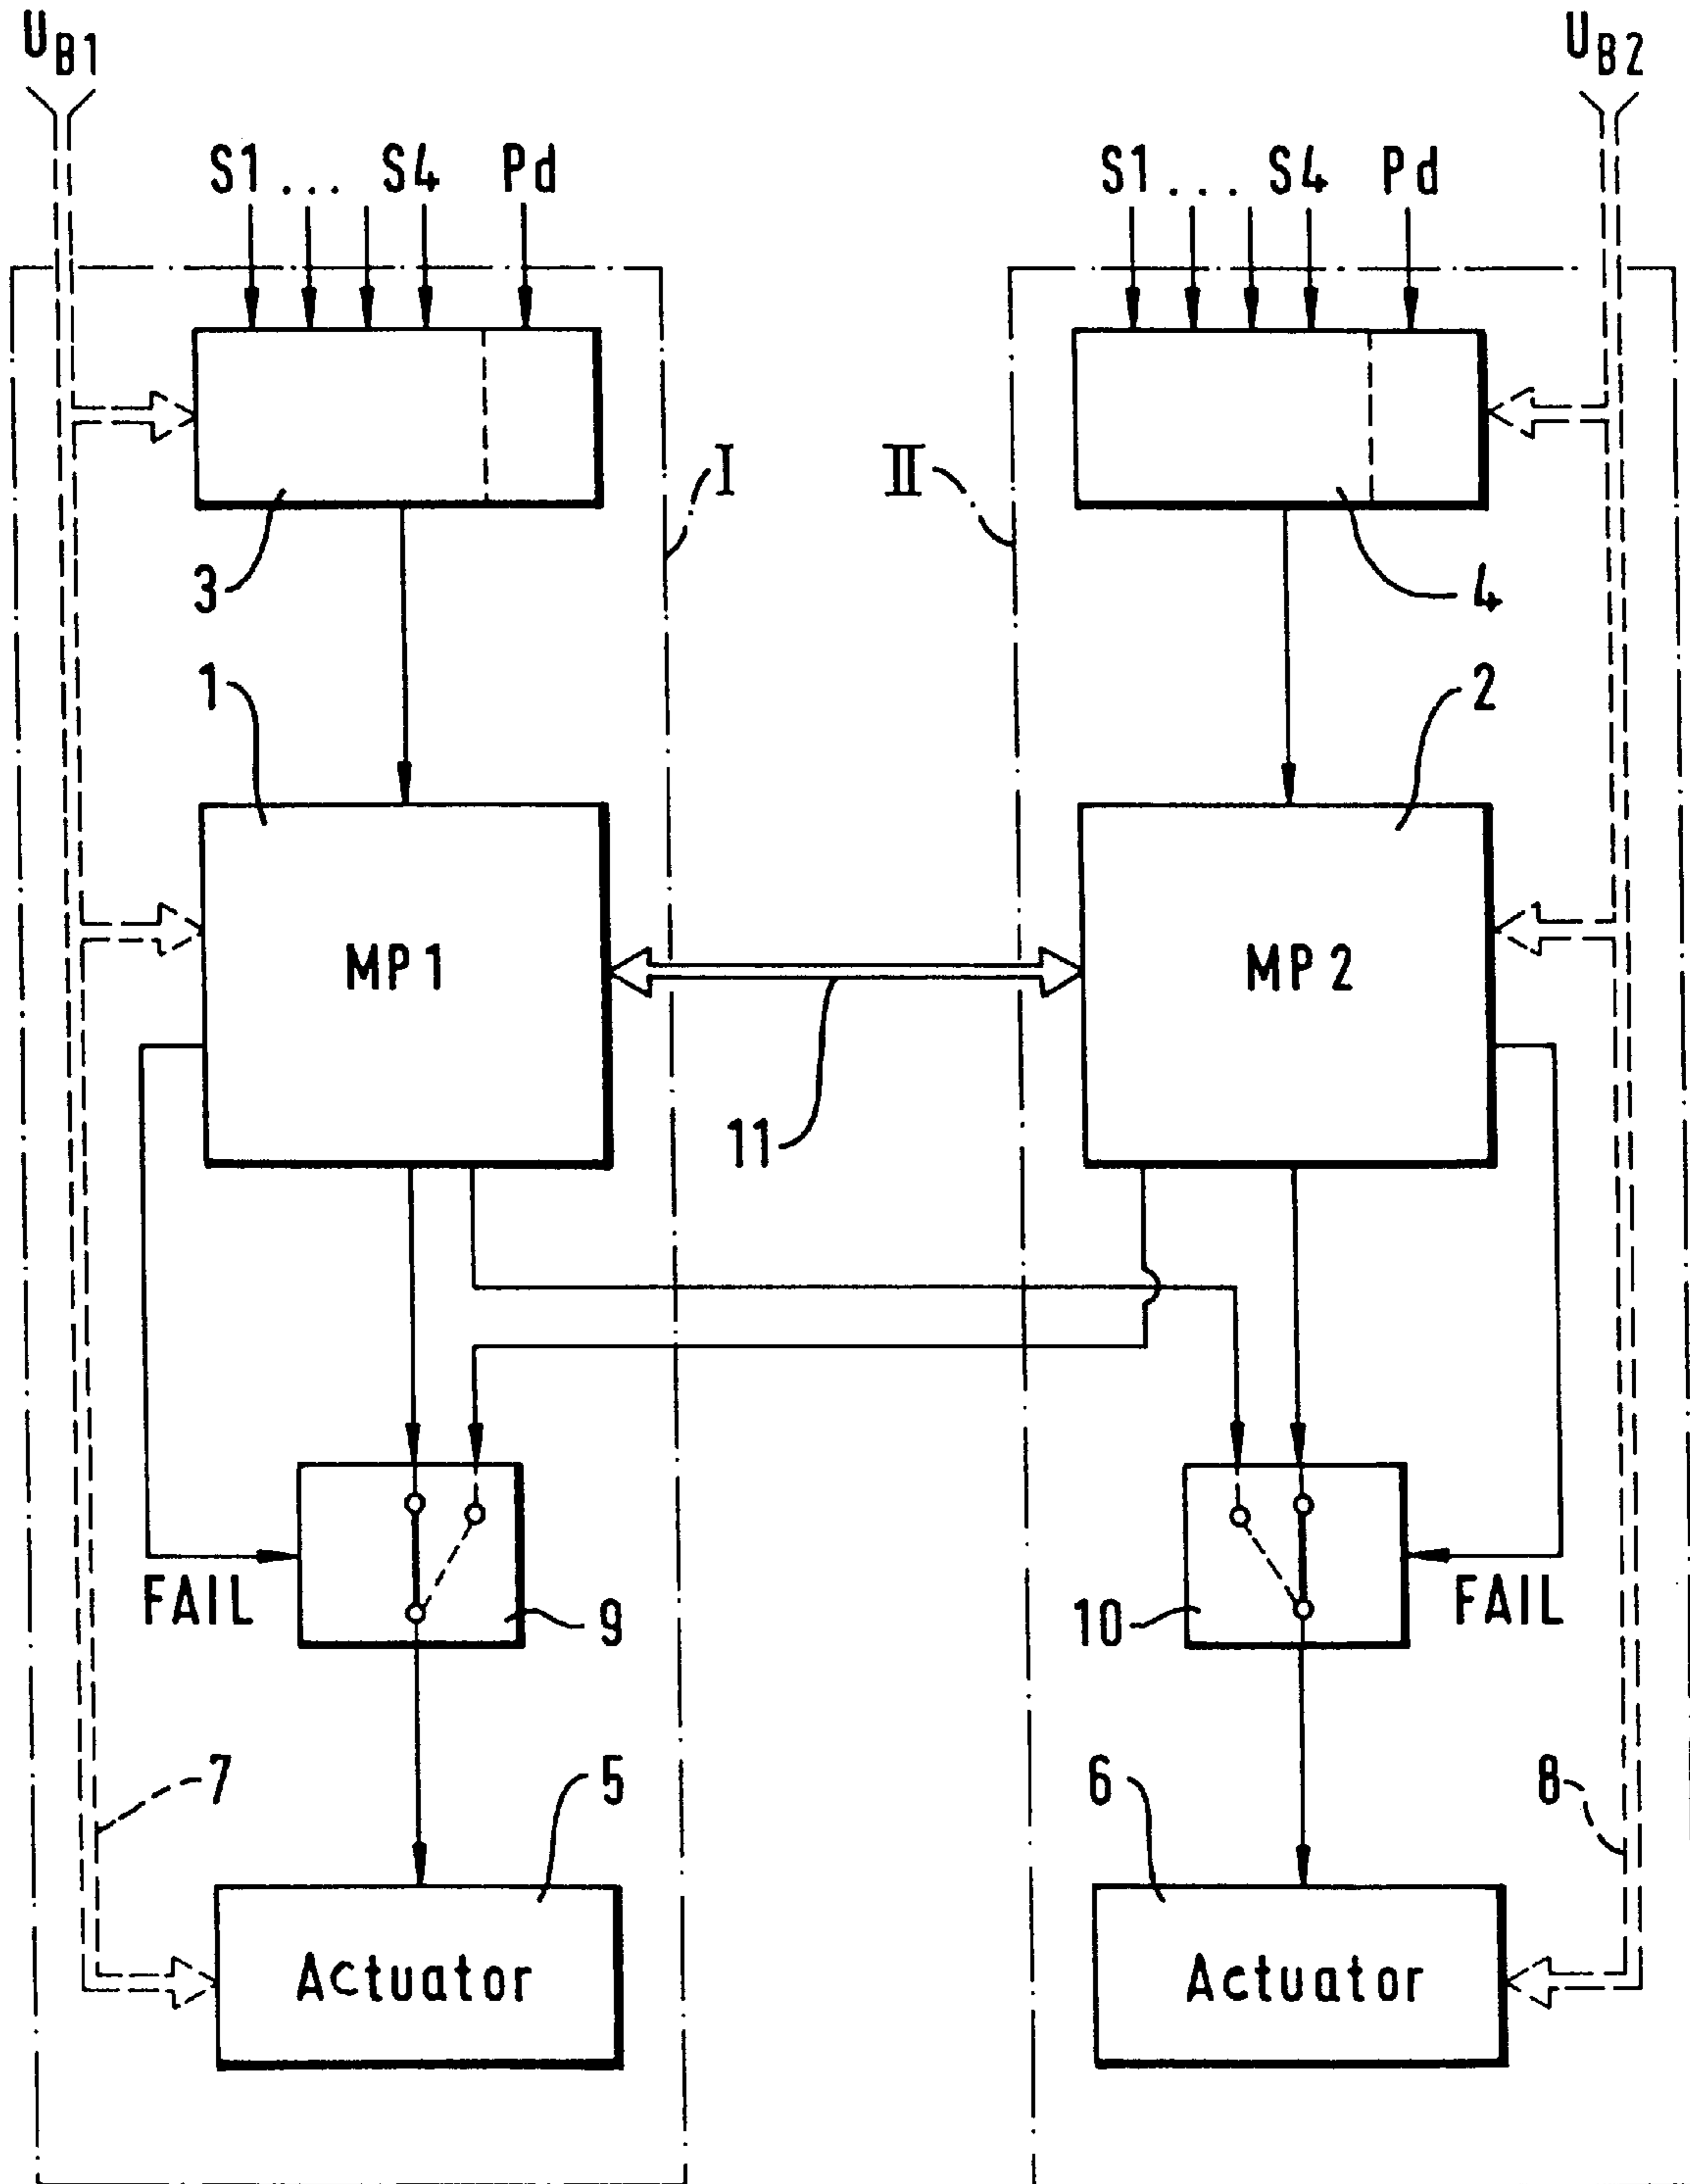 UB1 UB2
S1 ... S4 Pd S1 ... S4 Pd
I II
3 4
1 2
MP1 MP2
11
FAIL 9 10 FAIL
7 5 6 8
Actuator Actuator